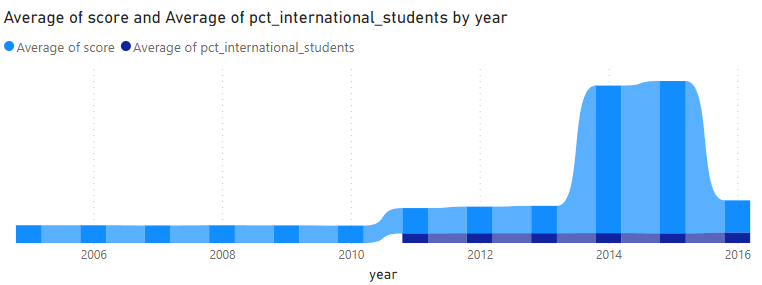 Average of score and Average of pct_international_students by year
Average of score Average of pct_international_students
2006 2008 2010 2012 2014 2016
year